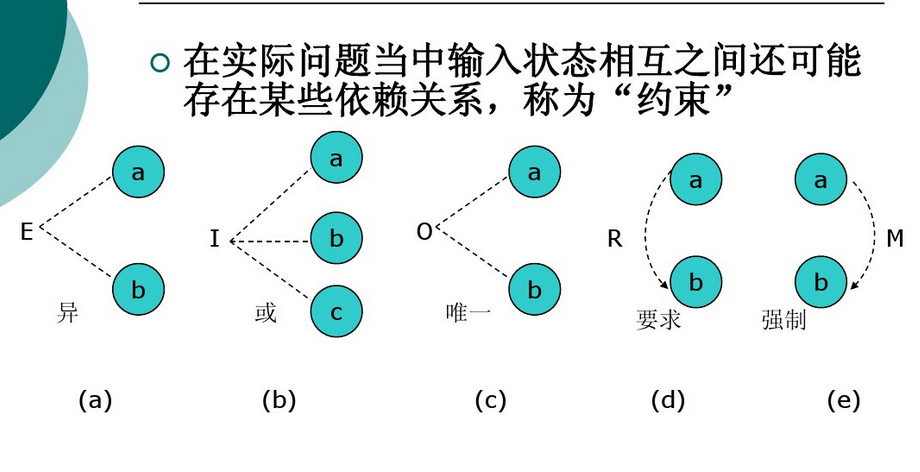 在实际问题当中输入状态相互之间还可能
存在某些依赖关系，称为“约束”
E
a
b
异
(a)
I
a
b
c
或
(b)
O
a
b
唯一
(c)
R
a
b
要求
(d)
a
b
M
强制
(e)